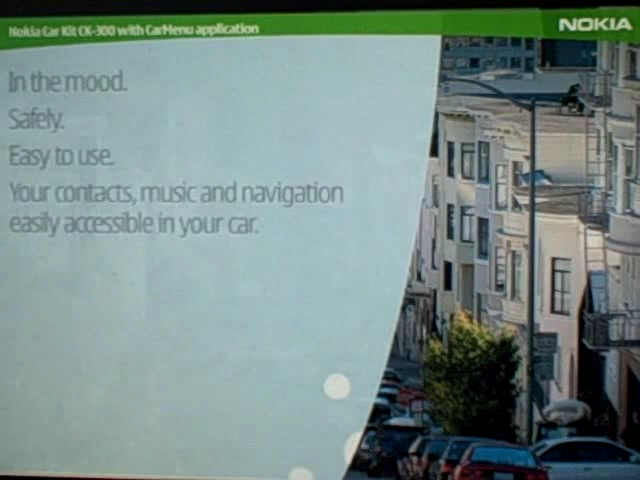 Nokia Car Kit CK-300 with CarMenu application
NOKIA
In the mood.
Safely.
Easy to use.
Your contacts, music and navigation
easily accessible in your car.